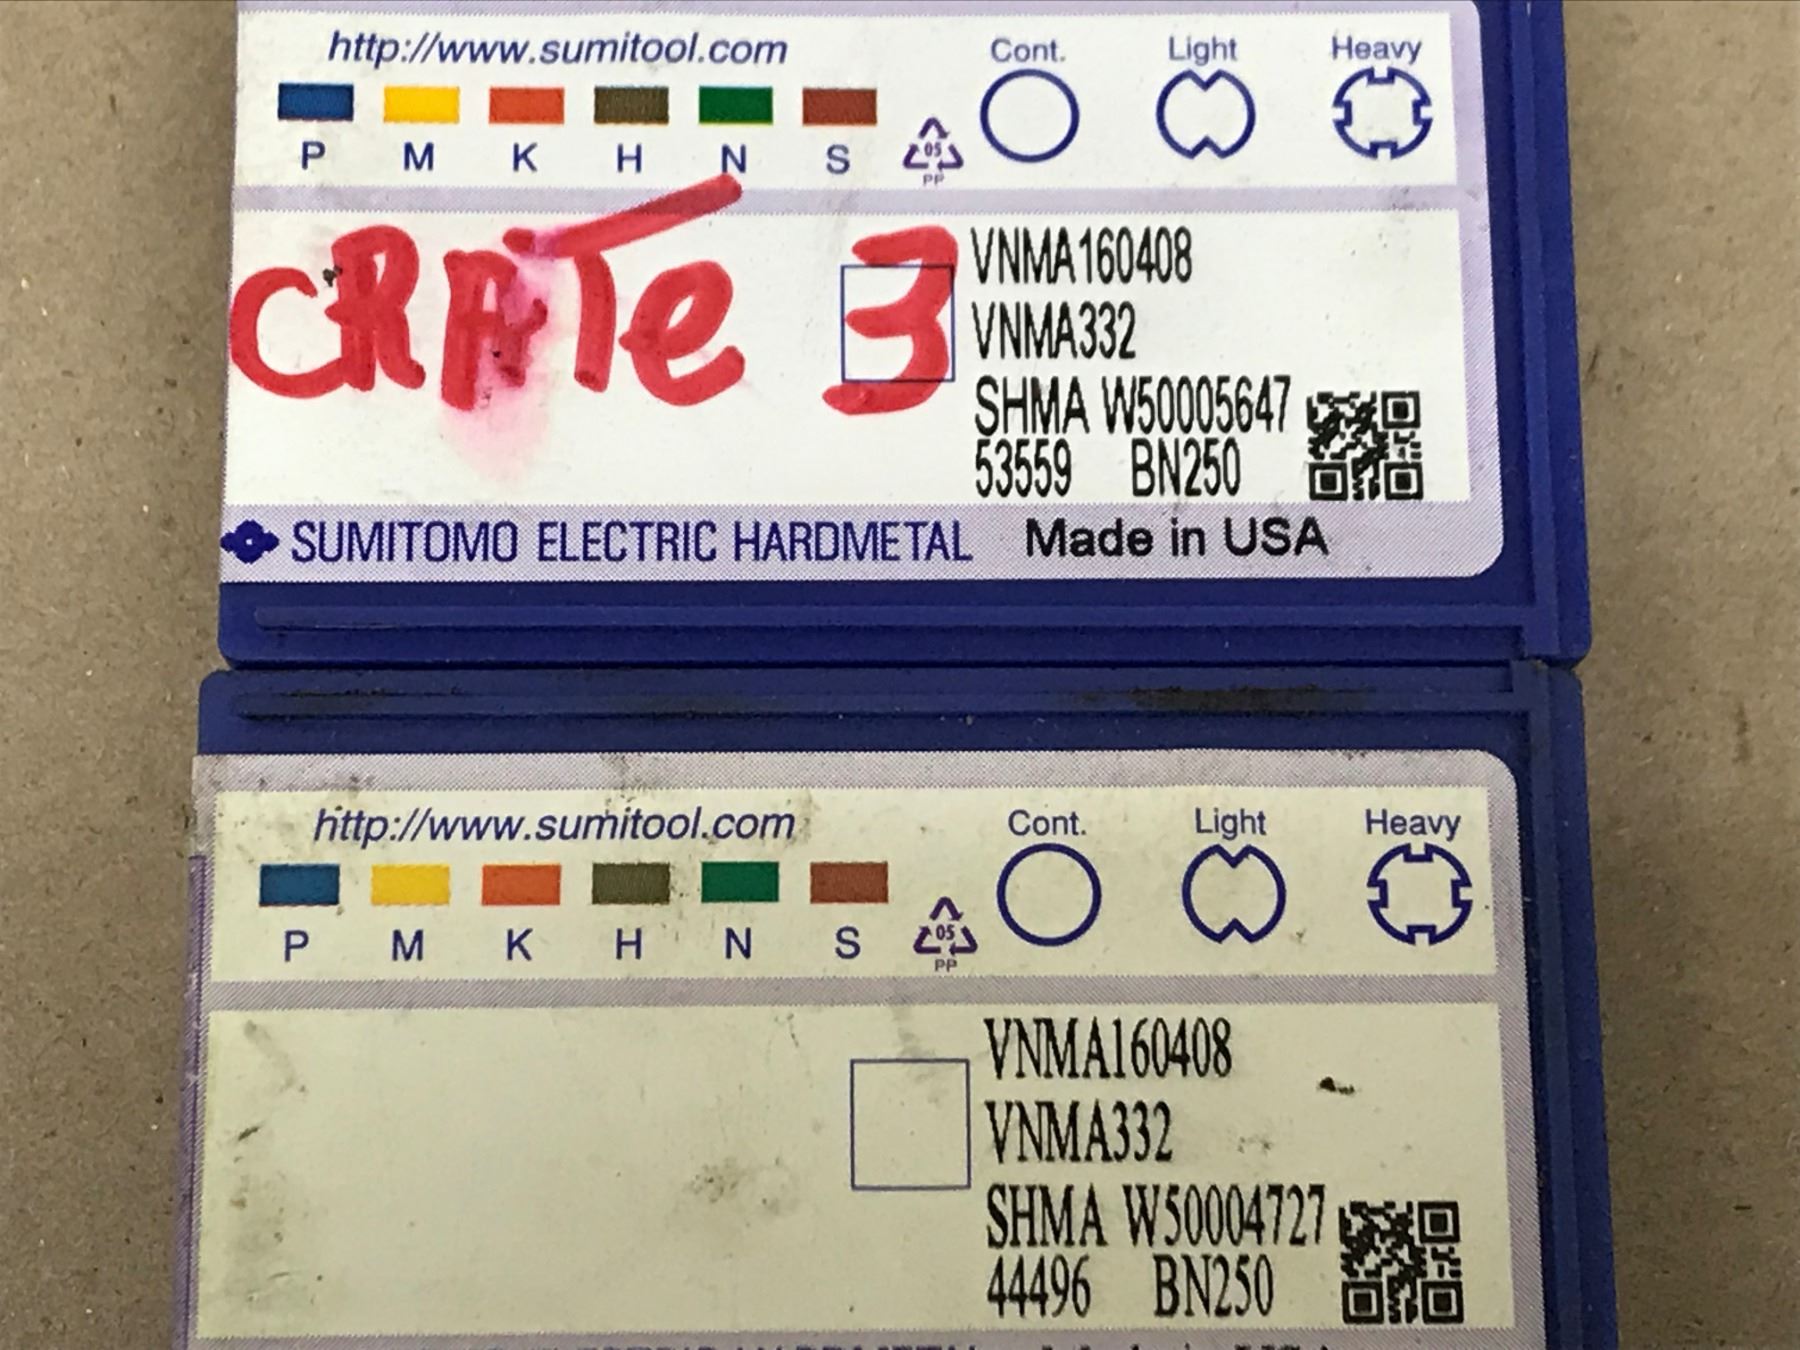 http://www.sumitool.com Cont. Light Heavy
P M K H N S 05 PP
CRATe 3
VNMA160408
VNMA332
SHMA W50005647
53559 BN250
SUMITOMO ELECTRIC HARDMETAL Made in USA
http://www.sumitool.com Cont. Light Heavy
P M K H N S 05 PP
VNMA160408
VNMA332
SHMA W50004727
44496 BN250